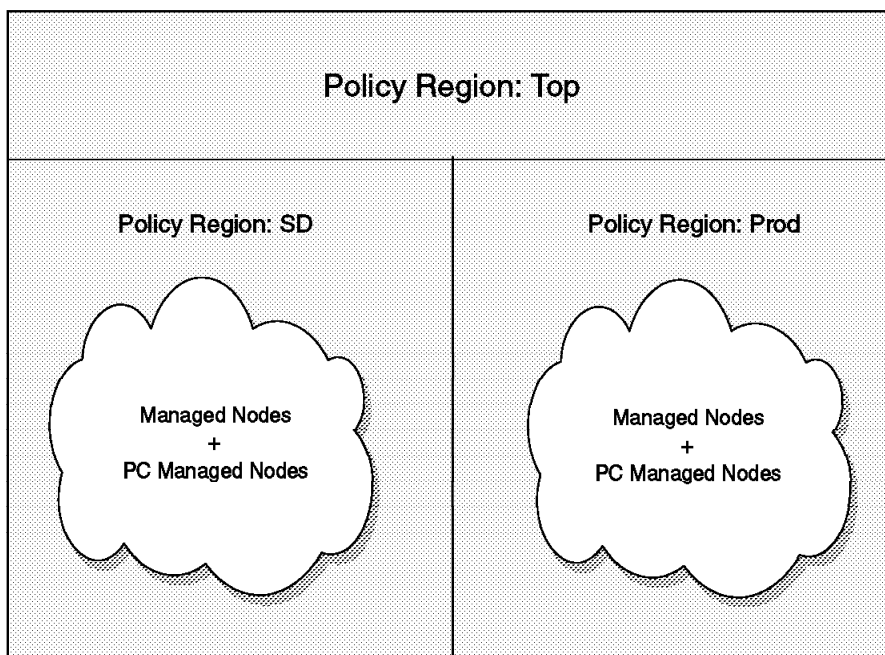 Policy Region: Top
Policy Region: SD
Managed Nodes
+
PC Managed Nodes
Policy Region: Prod
Managed Nodes
+
PC Managed Nodes